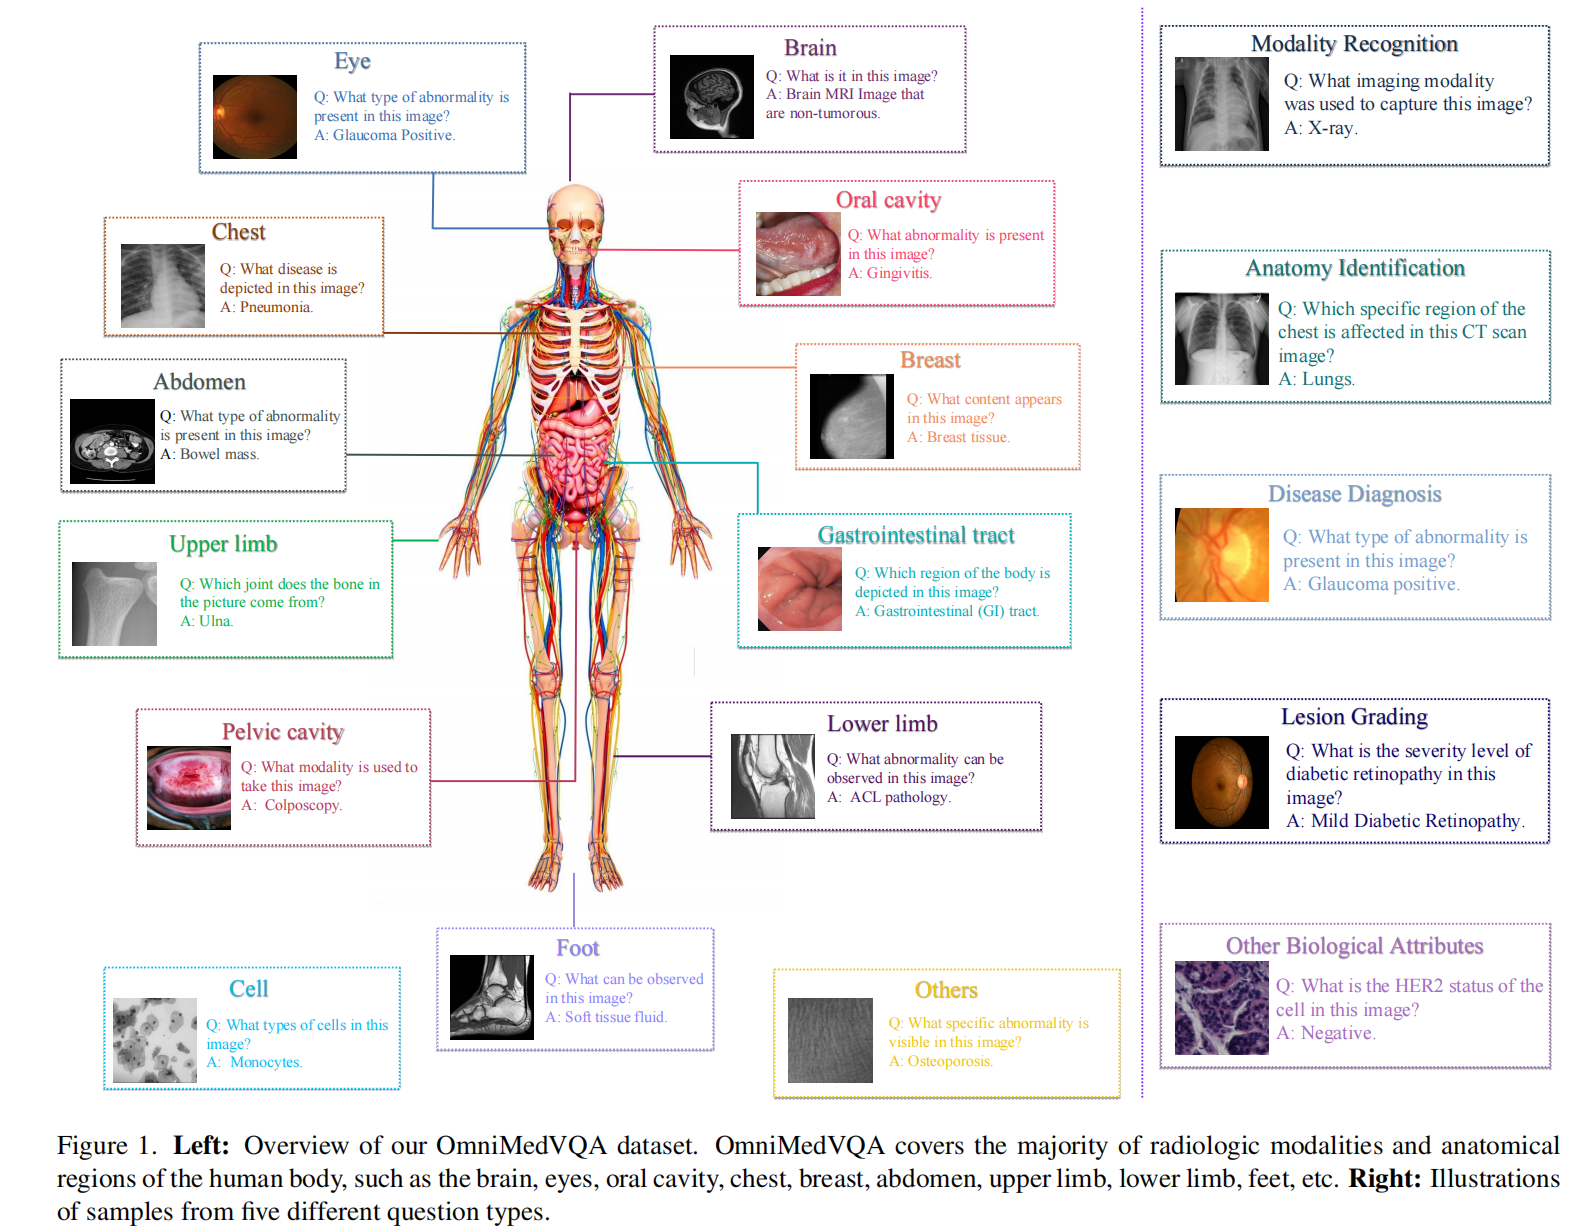 Eye
Q: What type of abnormality is
present in this image?
A: Glaucoma Positive.
Brain
Q: What is it in this image?
A: Brain MRI Image that
are non-tumorous.
Chest
Q: What disease is
depicted in this image?
A: Pneumonia.
Oral cavity
Q: What abnormality is present
in this image?
A: Gingivitis.
Abdomen
Q: What type of abnormality
is present in this image?
A: Bowel mass.
Breast
Q: What content appears
in this image?
A: Breast tissue.
Upper limb
Q: Which joint does the bone in
the picture come from?
A: Ulna.
Gastrointestinal tract
Q: Which region of the body is
depicted in this image?
A: Gastrointestinal (GI) tract.
Pelvic cavity
Q: What modality is used to
take this image?
A:  Colposcopy.
Lower limb
Q: What abnormality can be
observed in this image?
A:  ACL pathology.
Cell
Q: What types of cells in this
image?
A:  Monocytes.
Foot
Q: What can be observed
in this image?
A: Soft tissue fluid.
Others
Q: What specific abnormality is
visible in this image?
A: Osteoporosis.
Modality Recognition
Q: What imaging modality
was used to capture this image?
A: X-ray.
Anatomy Identification
Q: Which specific region of the
chest is affected in this CT scan
image?
A: Lungs.
Disease Diagnosis
Q: What type of abnormality is
present in this image?
A: Glaucoma positive.
Lesion Grading
Q: What is the severity level of
diabetic retinopathy in this
image?
A: Mild Diabetic Retinopathy.
Other Biological Attributes
Q: What is the HER2 status of the
cell in this image?
A: Negative.
Figure 1. Left: Overview of our OmniMedVQA dataset. OmniMedVQA covers the majority of radiologic modalities and anatomical
regions of the human body, such as the brain, eyes, oral cavity, chest, breast, abdomen, upper limb, lower limb, feet, etc. Right: Illustrations
of samples from five different question types.